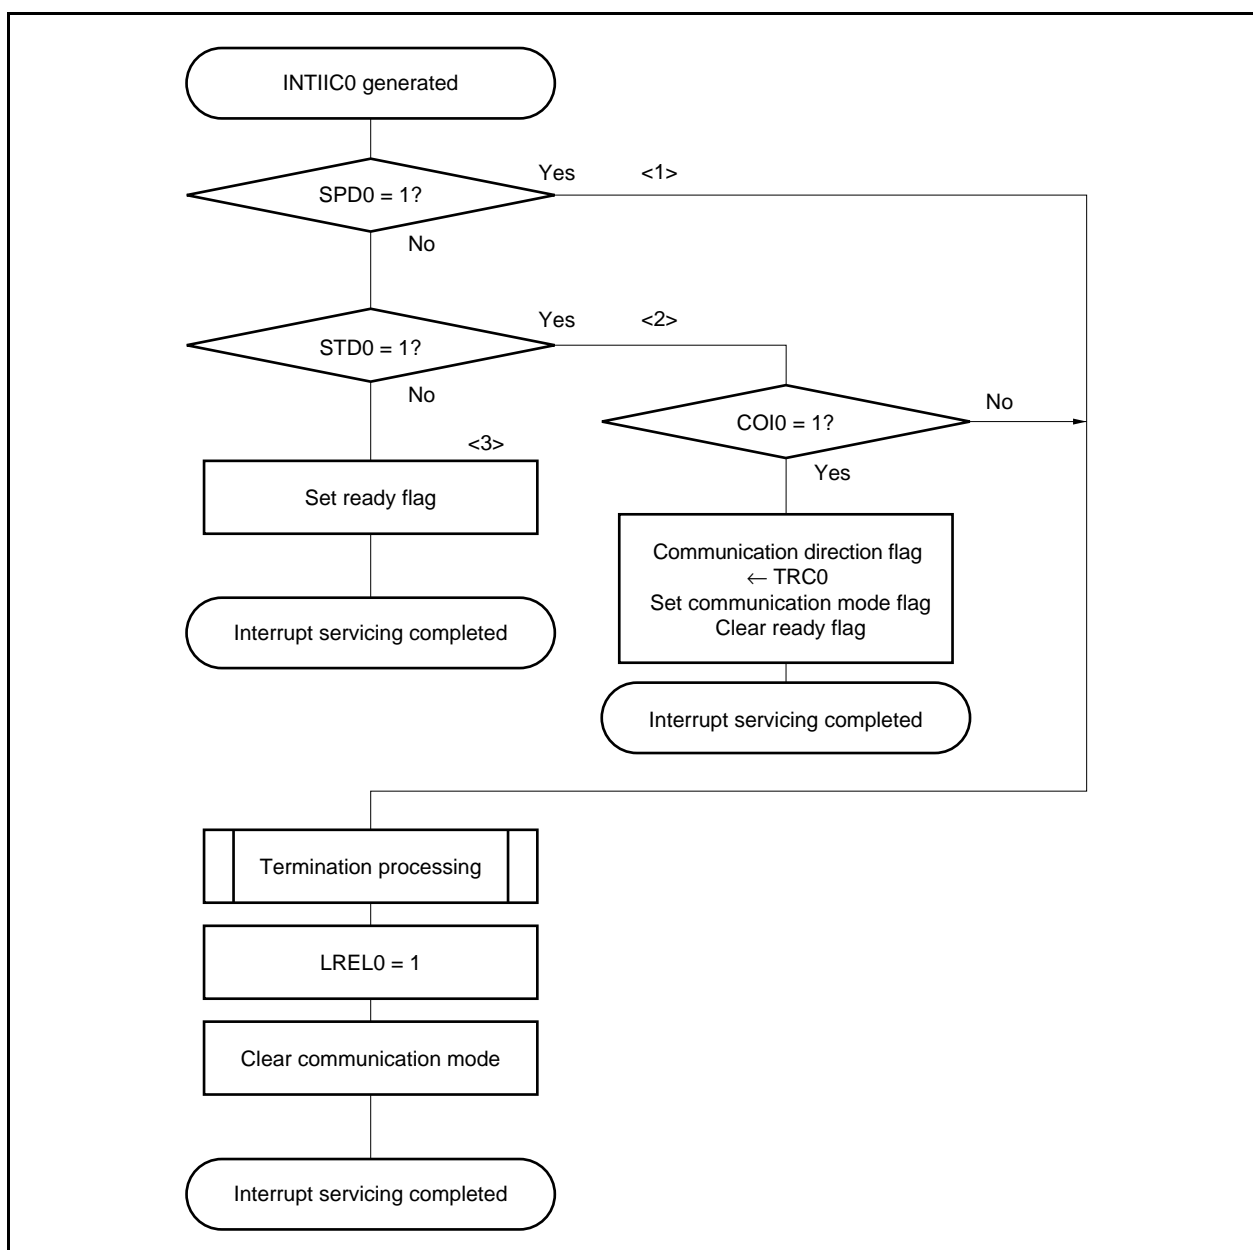 INTIIC0 generated
Yes
<1>
SPD0 = 1?
No
Yes
<2>
STD0 = 1?
No
No
COI0 = 1?
Yes
<3>
Set ready flag
Communication direction flag
← TRC0
Set communication mode flag
Clear ready flag
Interrupt servicing completed
Interrupt servicing completed
Termination processing
LREL0 = 1
Clear communication mode
Interrupt servicing completed